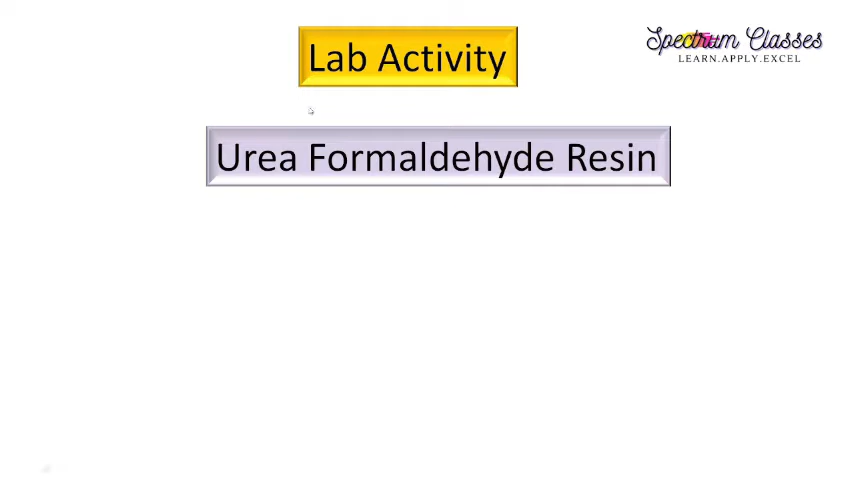 Lab Activity
Spectrum Classes
LEARN.APPLY.EXCEL
Urea Formaldehyde Resin